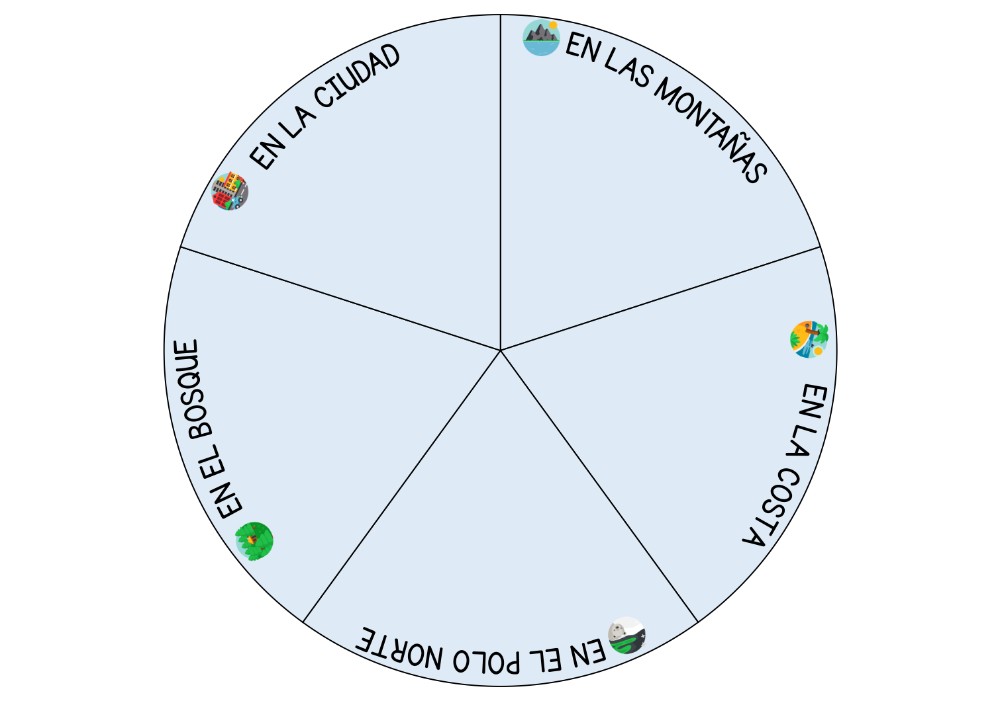 EN LAS MONTAÑAS
EN LA COSTA
EN EL POLO NORTE
EN EL BOSQUE
EN LA CIUDAD